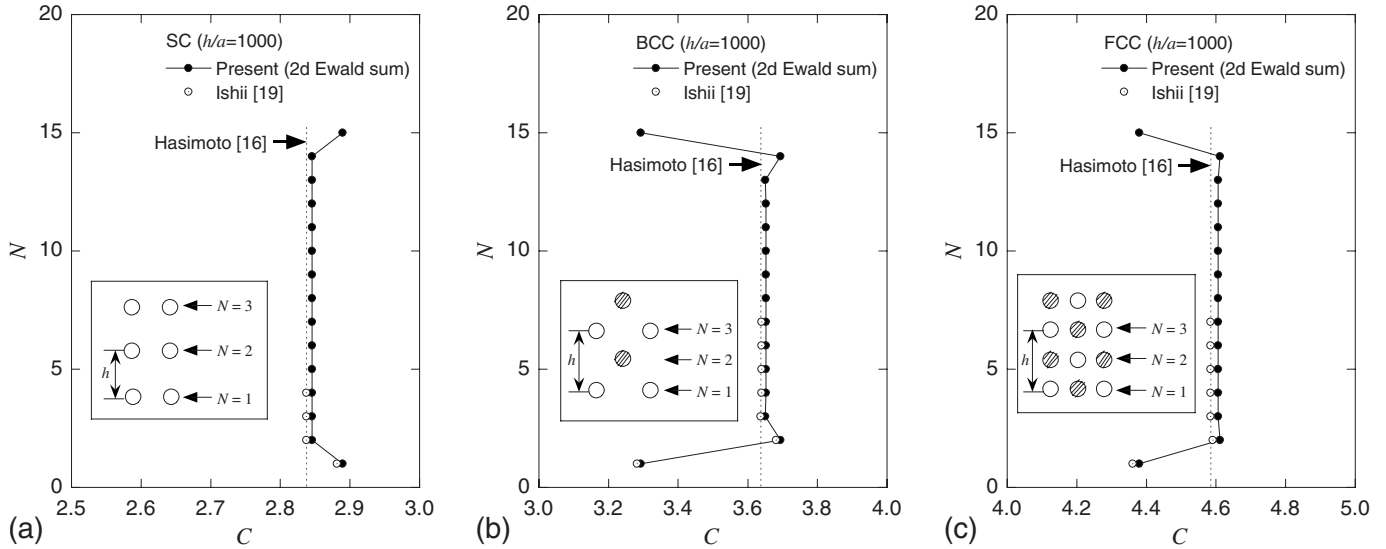 SC (h/a=1000)
Present (2d Ewald sum)
Ishii [19]
Hasimoto [16]
N = 3
N = 2
N = 1
h
N
20
15
10
5
0
2.5 2.6 2.7 2.8 2.9 3.0
C
(a)
BCC (h/a=1000)
Present (2d Ewald sum)
Ishii [19]
Hasimoto [16]
N = 3
N = 2
N = 1
h
N
20
15
10
5
0
3.0 3.2 3.4 3.6 3.8 4.0
C
(b)
FCC (h/a=1000)
Present (2d Ewald sum)
Ishii [19]
Hasimoto [16]
N = 3
N = 2
N = 1
h
N
20
15
10
5
0
4.0 4.2 4.4 4.6 4.8 5.0
C
(c)